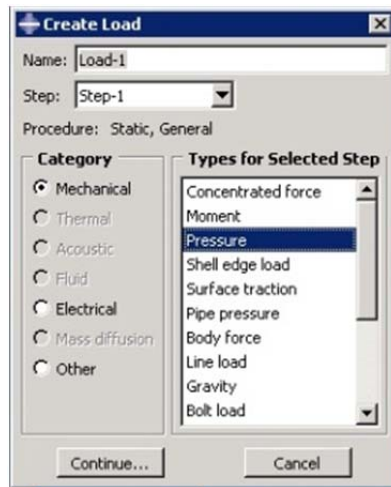 Create Load
Name: Load-1
Step: Step-1
Procedure: Static, General
Category
Mechanical
Thermal
Acoustic
Fluid
Electrical
Mass diffusion
Other
Types for Selected Step
Concentrated force
Moment
Pressure
Shell edge load
Surface traction
Pipe pressure
Body force
Line load
Gravity
Bolt load
Continue...
Cancel